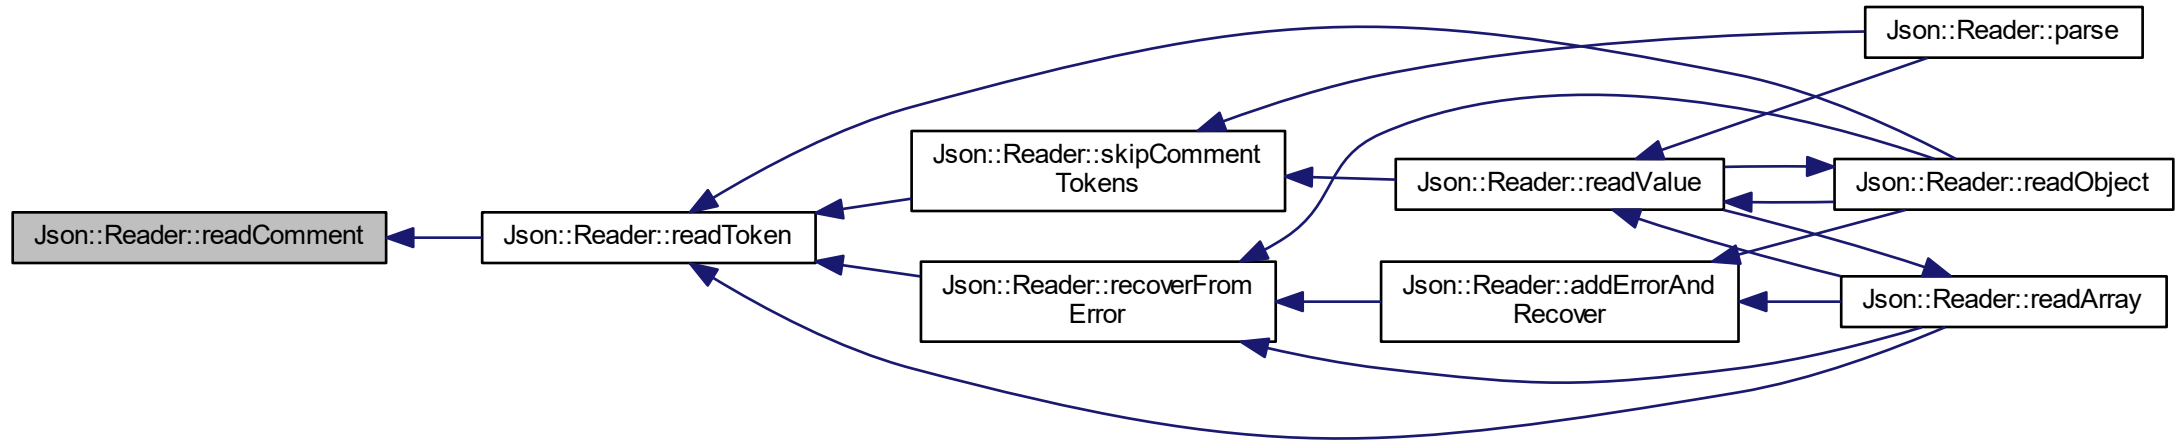 Json::Reader::readComment
Json::Reader::readToken
Json::Reader::skipComment
Tokens
Json::Reader::recoverFrom
Error
Json::Reader::readValue
Json::Reader::addErrorAnd
Recover
Json::Reader::parse
Json::Reader::readObject
Json::Reader::readArray